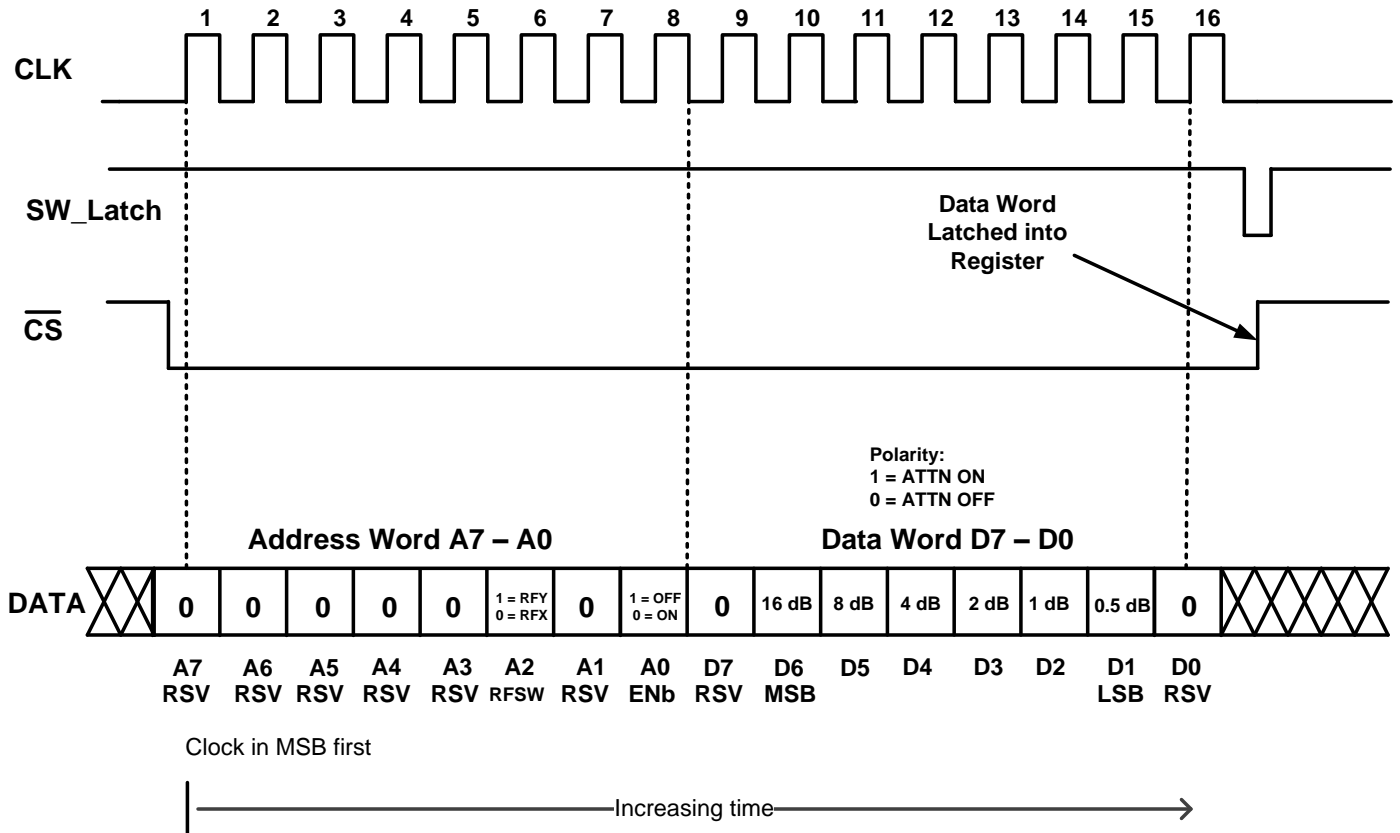 1 2 3 4 5 6 7 8 9 10 11 12 13 14 15 16
CLK
SW_Latch
Data Word
Latched into
Register
CS
Polarity:
1 = ATTN ON
0 = ATTN OFF
Address Word A7 – A0
Data Word D7 – D0
DATA
0
0
0
0
0
1 = RFY
0 = RFX
0
1 = OFF
0 = ON
0
16 dB
8 dB
4 dB
2 dB
1 dB
0.5 dB
0
A7
RSV
A6
RSV
A5
RSV
A4
RSV
A3
RSV
A2
RFSW
A1
RSV
A0
ENb
D7
RSV
D6
MSB
D5
D4
D3
D2
D1
LSB
D0
RSV
Clock in MSB first
Increasing time